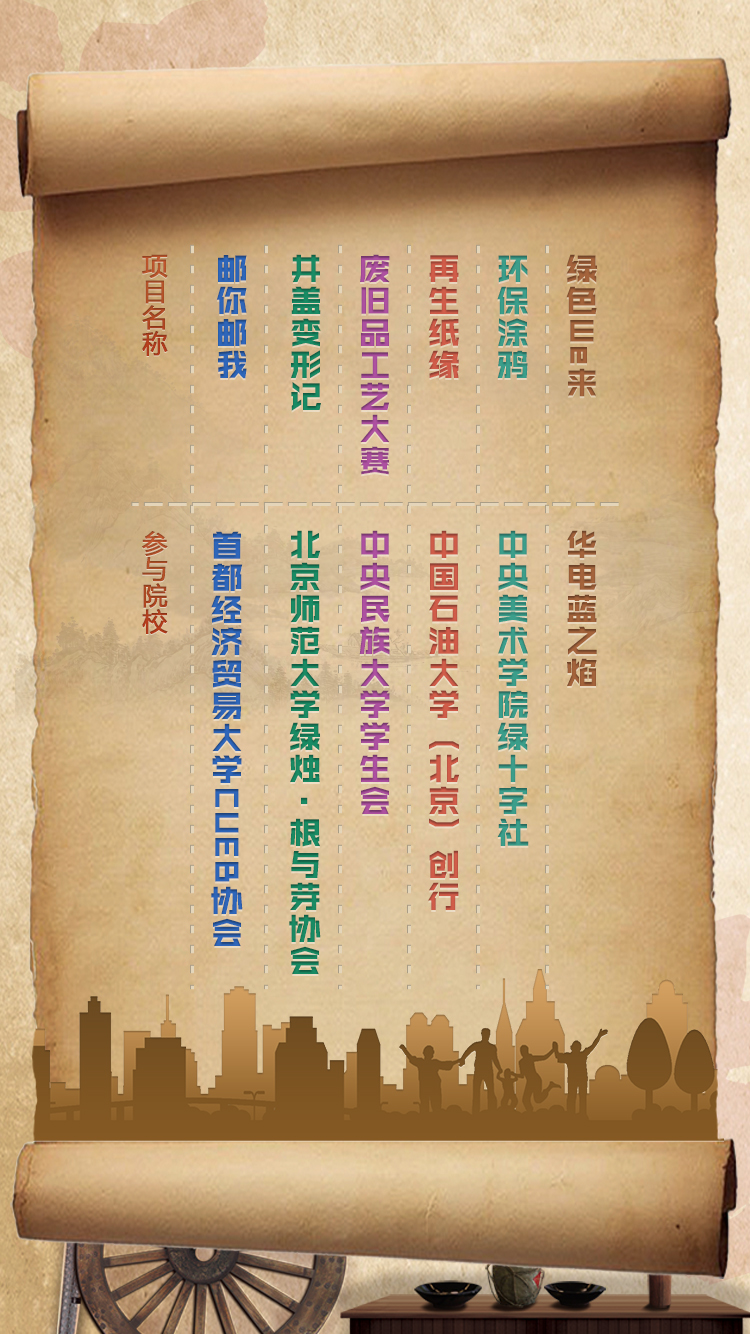 项目名称
参与院校
邮你邮我
首都经济贸易大学CUEP协会
井盖变形记
北京师范大学绿烛·根与芽协会
废旧品工艺大赛
中央民族大学学生会
再生纸缘
中国石油大学（北京）创行
环保涂鸦
中央美术学院绿十字社
绿色We来
华电蓝之焰